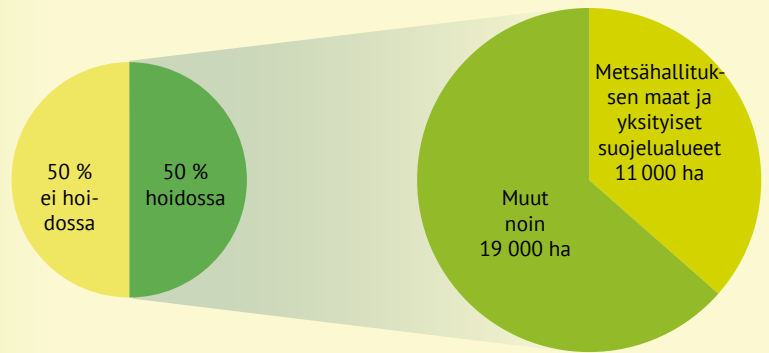 50 %
ei hoi-
dossa
50 %
hoidossa
Muut
noin
19 000 ha
Metsähallituk-
sen maat ja
yksityiset
suojelualueet
11 000 ha